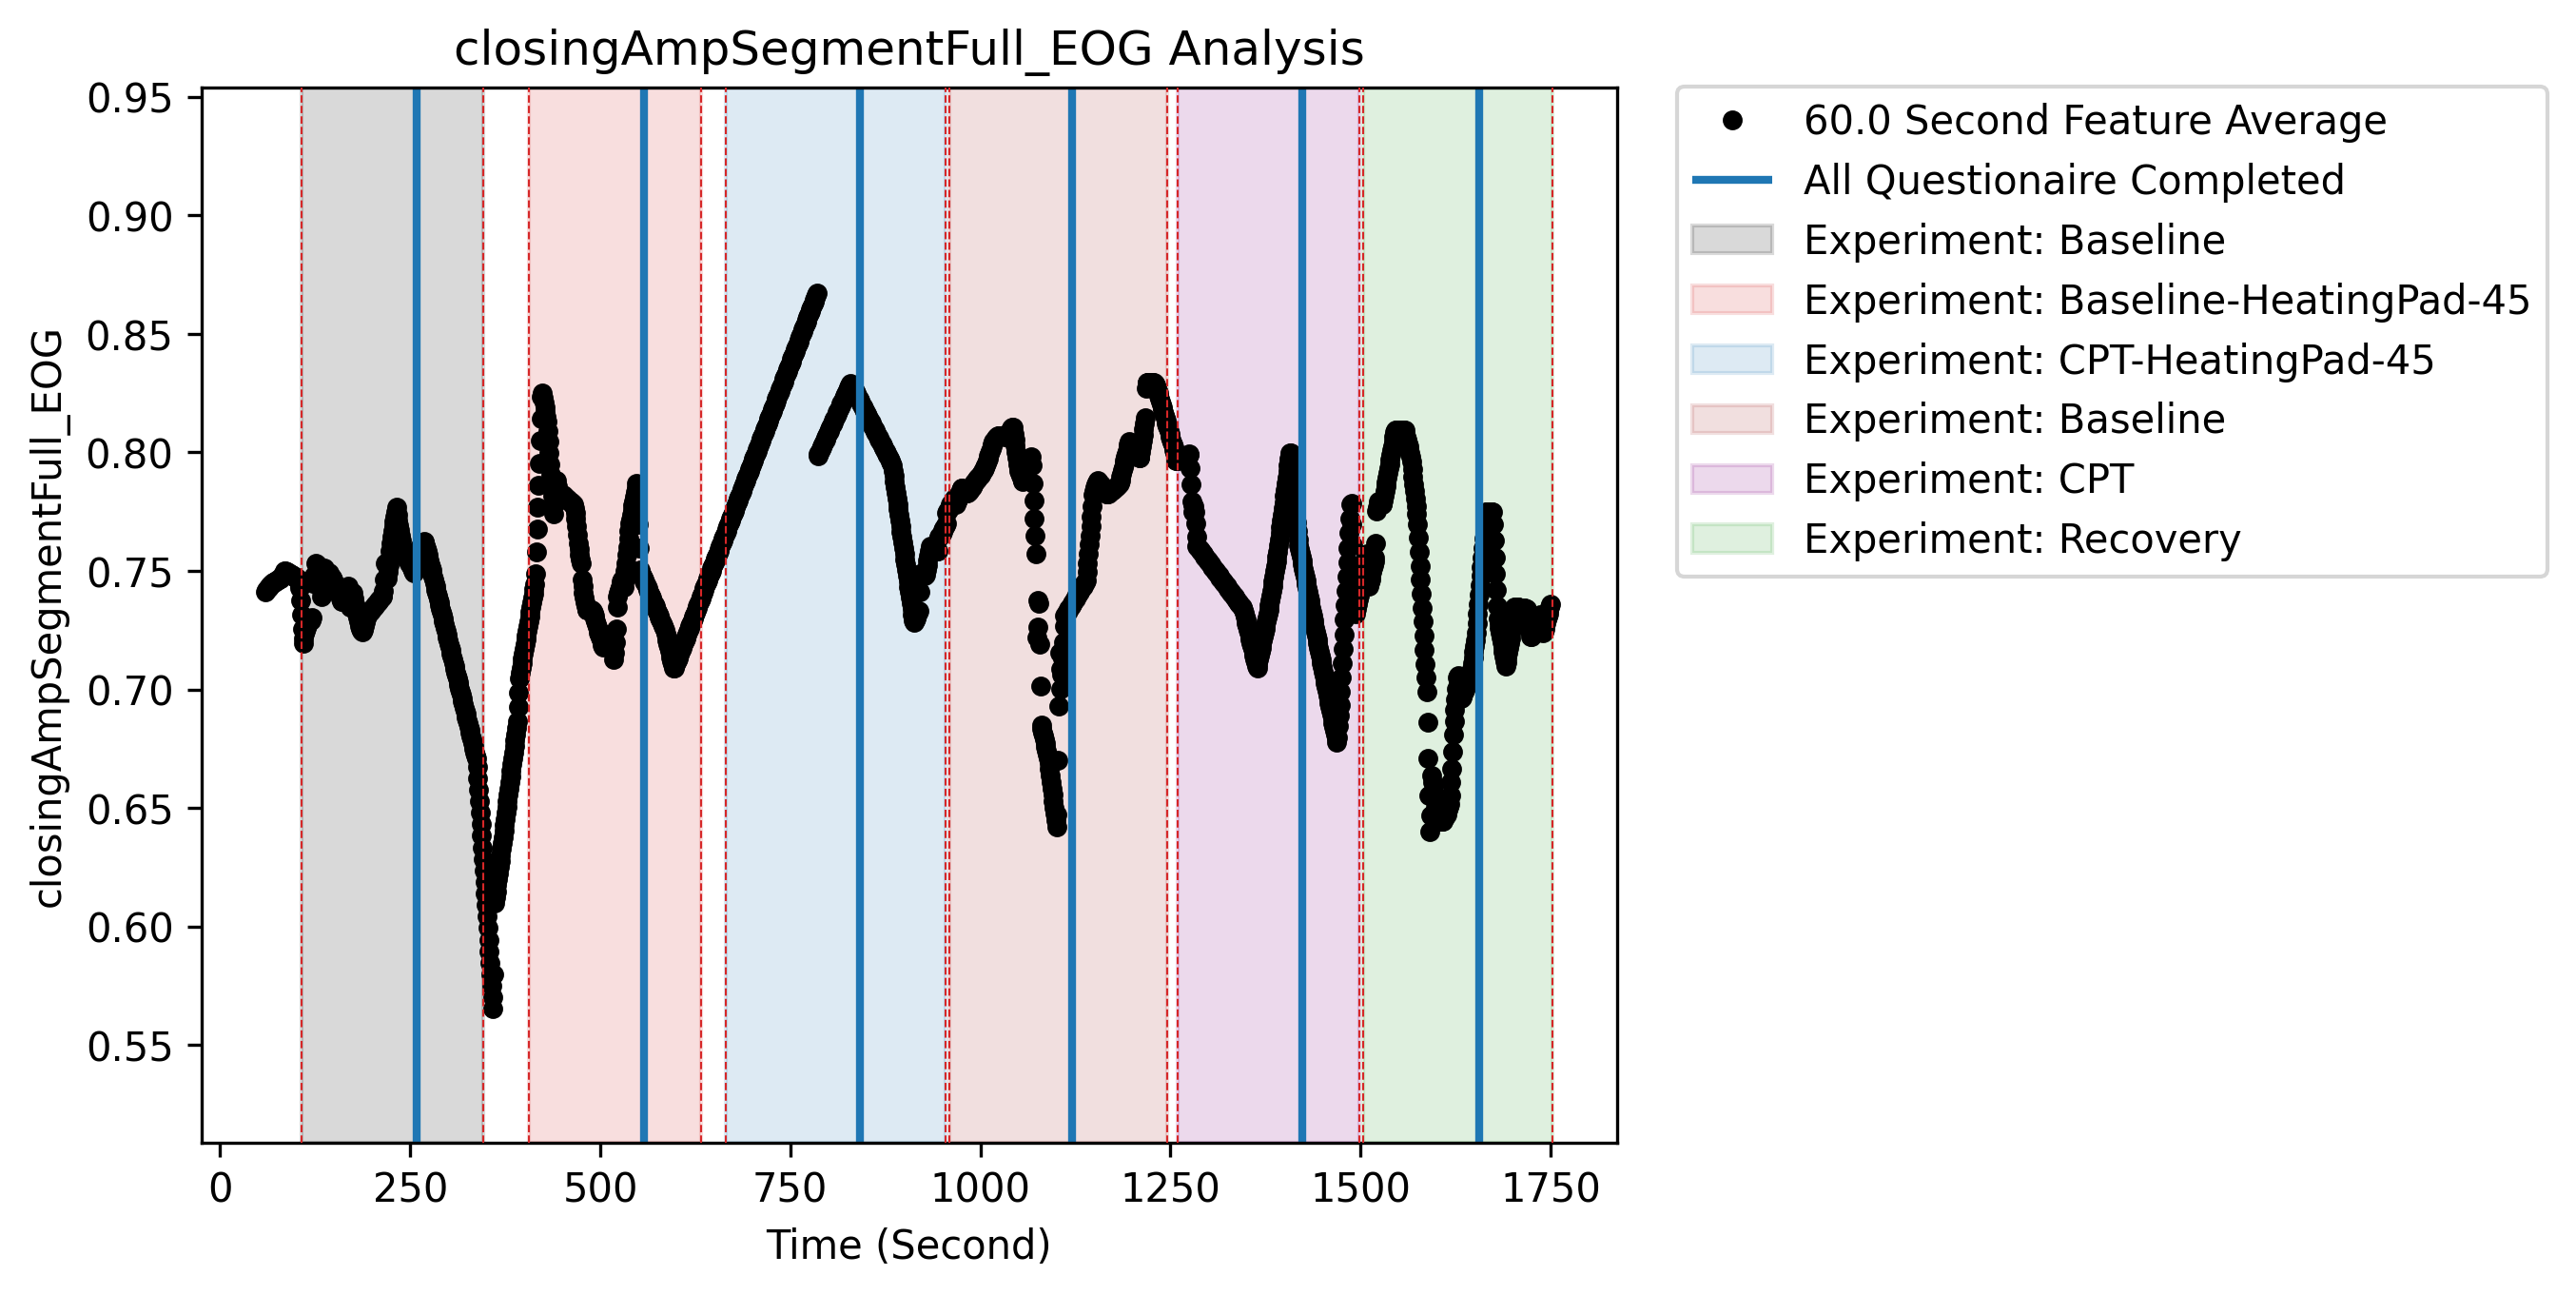 closingAmpSegmentFull_EOG Analysis
closingAmpSegmentFull_EOG
0.95
0.90
0.85
0.80
0.75
0.70
0.65
0.60
0.55
0 250 500 750 1000 1250 1500 1750
Time (Second)
60.0 Second Feature Average
All Questionaire Completed
Experiment: Baseline
Experiment: Baseline-HeatingPad-45
Experiment: CPT-HeatingPad-45
Experiment: Baseline
Experiment: CPT
Experiment: Recovery